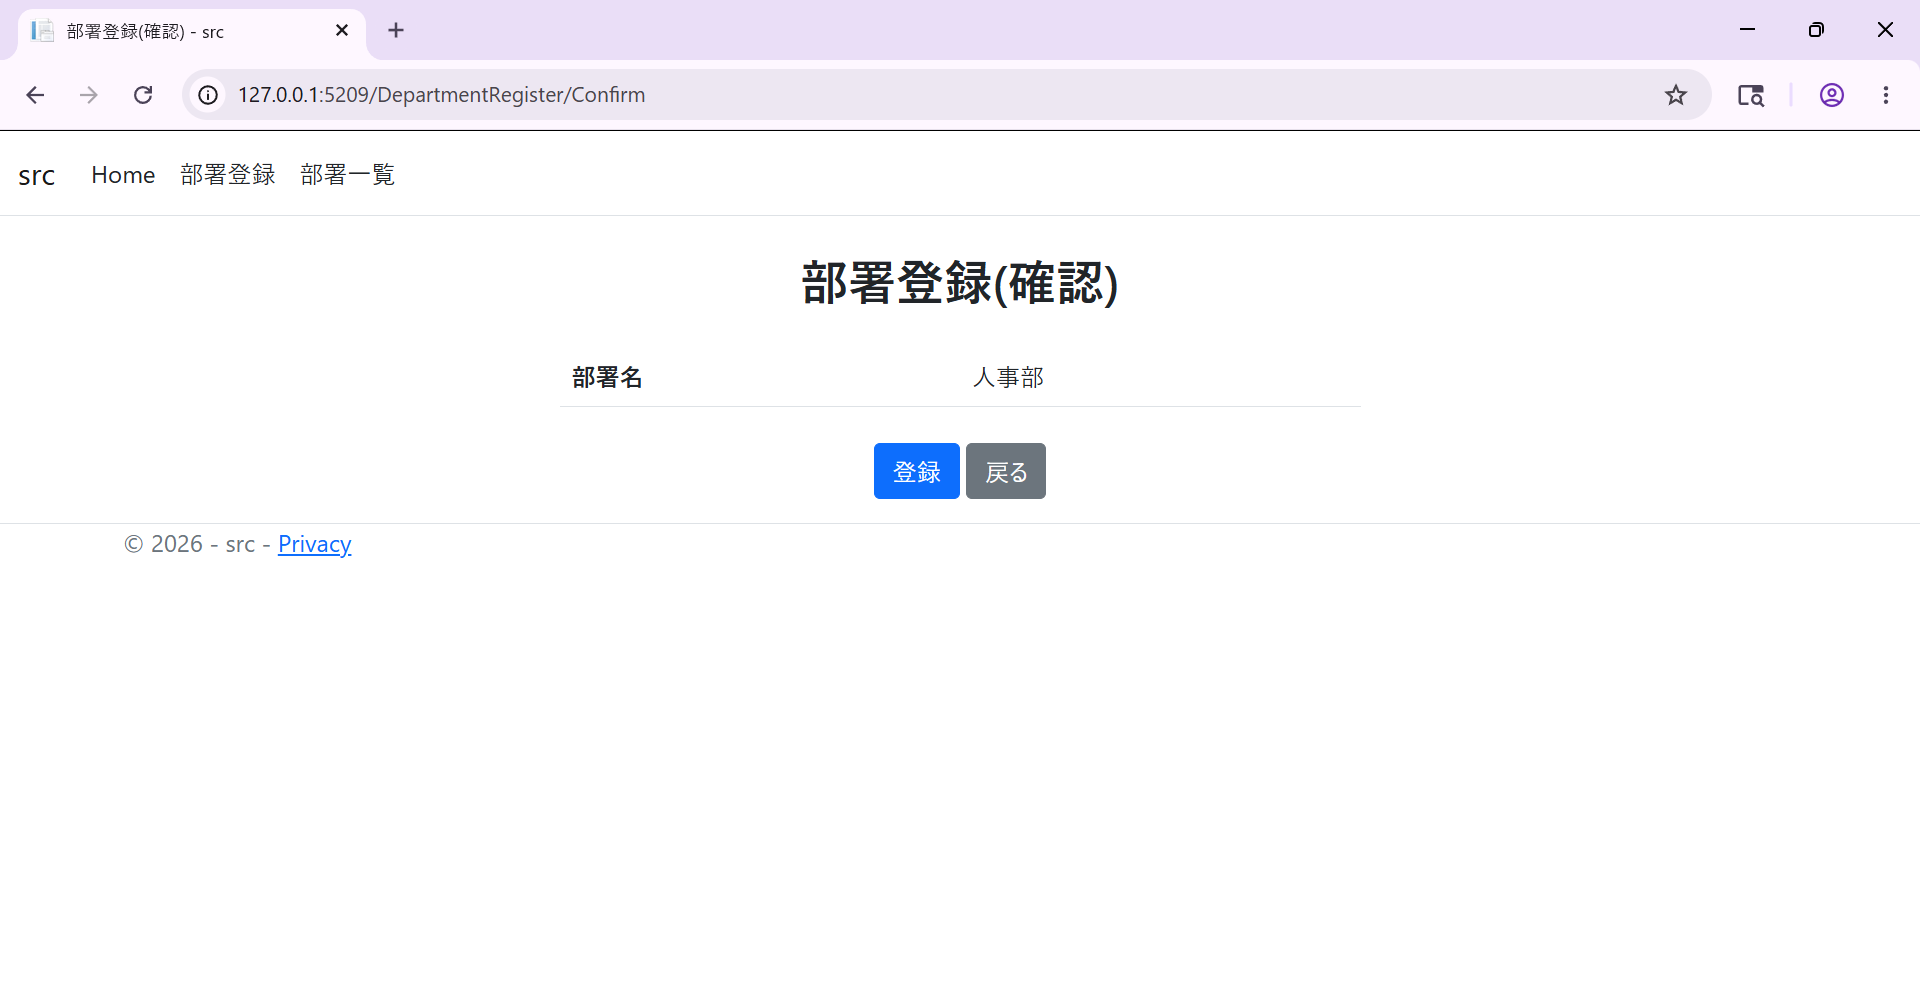 部署登録(確認) - src
127.0.0.1:5209/DepartmentRegister/Confirm
src Home 部署登録 部署一覧
部署登録(確認)
部署名 人事部
登録 戻る
© 2026 - src - Privacy